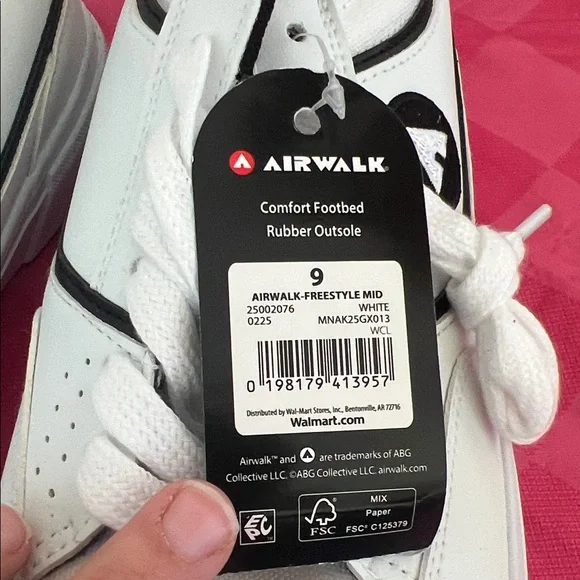 AIRWALK
Comfort Footbed
Rubber Outsole
9
AIRWALK-FREESTYLE MID
25002076 WHITE
0225 MNAK25GX013
WCL
0 198179 413957
Distributed by Wal-Mart Stores, Inc., Bentonville, AR 72716
Walmart.com
Airwalk™ and are trademarks of ABG
Collective LLC. ©ABG Collective LLC. airwalk.com
EPC
FSC
MIX
Paper
FSC® C125379